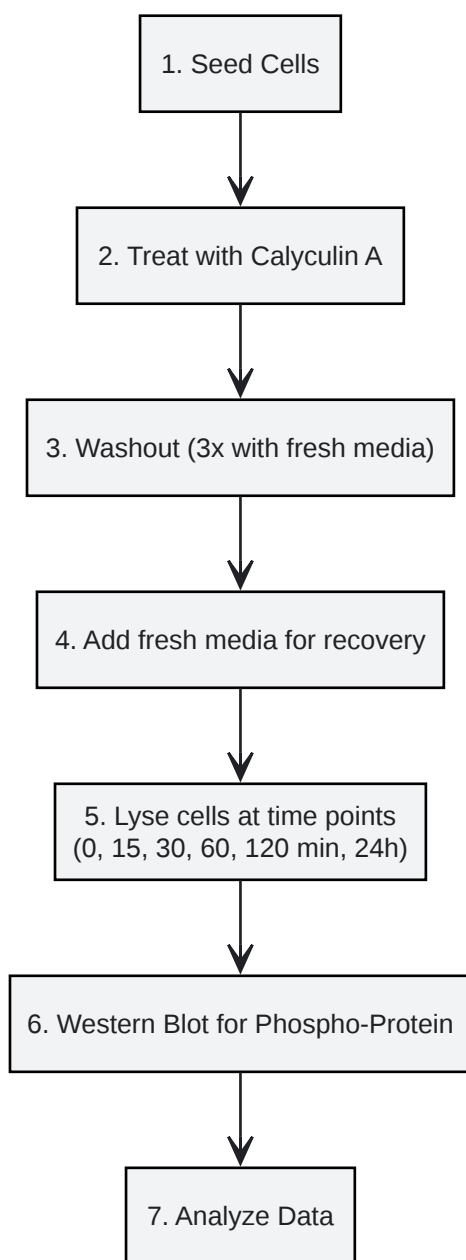 1. Seed Cells
2. Treat with Calyculin A
3. Washout (3x with fresh media)
4. Add fresh media for recovery
5. Lyse cells at time points
(0, 15, 30, 60, 120 min, 24h)
6. Western Blot for Phospho-Protein
7. Analyze Data